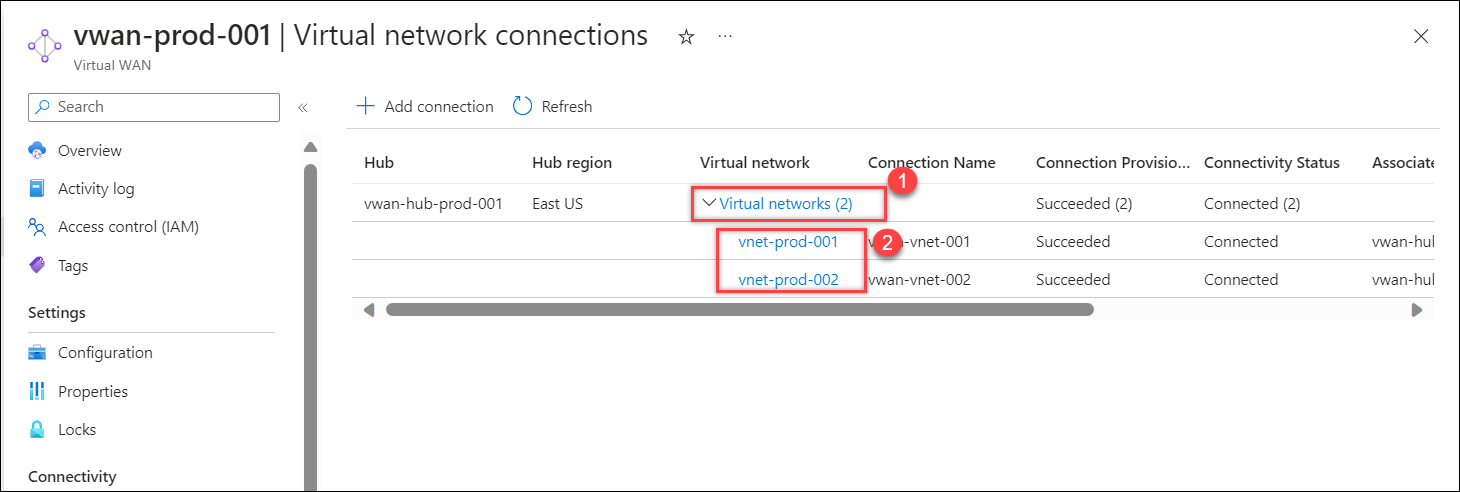 vwan-prod-001 | Virtual network connections ☆ ...
Virtual WAN
Search «
+ Add connection Refresh
Overview
Activity log
Access control (IAM)
Tags
Settings
Configuration
Properties
Locks
Connectivity
Hub Hub region Virtual network Connection Name Connection Provisio... Connectivity Status Associate
1
vwan-hub-prod-001 East US Virtual networks (2) Succeeded (2) Connected (2)
2
vnet-prod-001 -vnet-001 Succeeded Connected vwan-hub
vnet-prod-002 vwan-vnet-002 Succeeded Connected vwan-hub